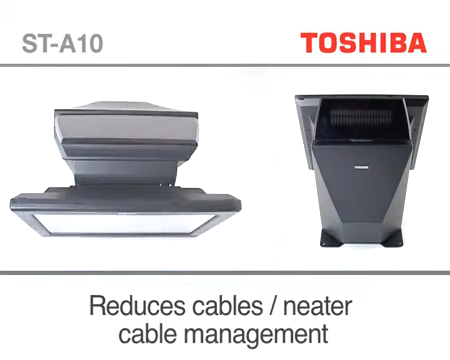 ST-A10
TOSHIBA
TOSHIBA
Reduces cables / neater
cable management